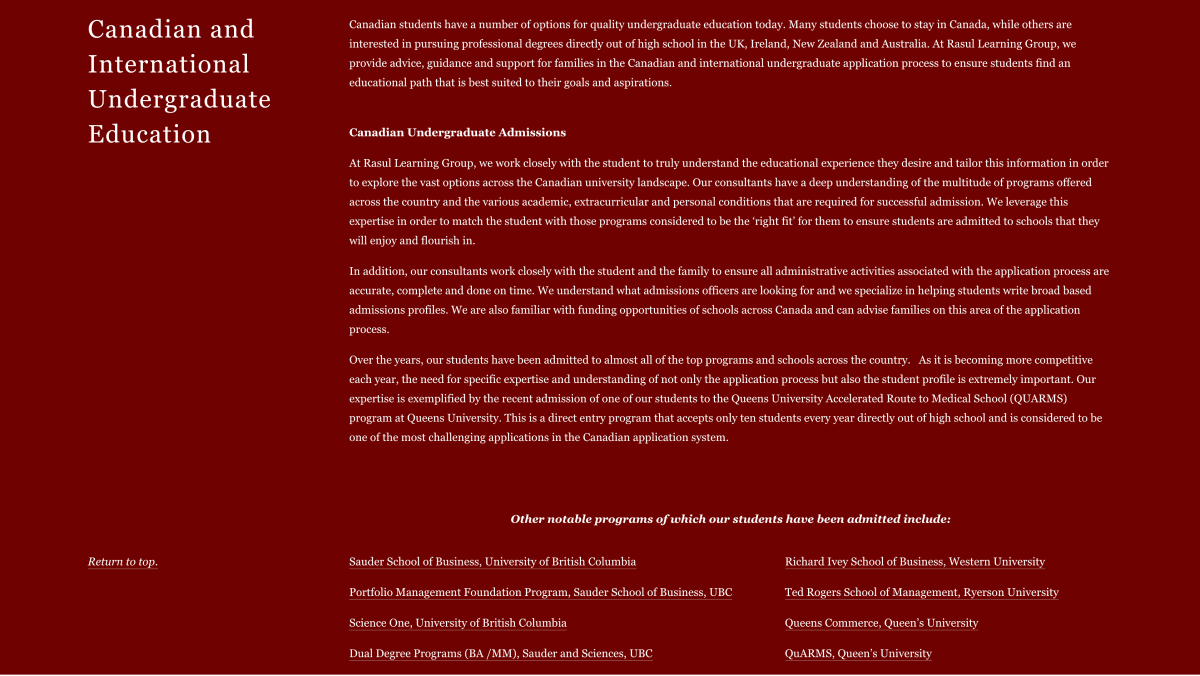 Canadian and
International
Undergraduate
Education
Canadian students have a number of options for quality undergraduate education today. Many students choose to stay in Canada, while others are
interested in pursuing professional degrees directly out of high school in the UK, Ireland, New Zealand and Australia. At Rasul Learning Group, we
provide advice, guidance and support for families in the Canadian and international undergraduate application process to ensure students find an
educational path that is best suited to their goals and aspirations.
Canadian Undergraduate Admissions
At Rasul Learning Group, we work closely with the student to truly understand the educational experience they desire and tailor this information in order
to explore the vast options across the Canadian university landscape. Our consultants have a deep understanding of the multitude of programs offered
across the country and the various academic, extracurricular and personal conditions that are required for successful admission. We leverage this
expertise in order to match the student with those programs considered to be the ‘right fit’ for them to ensure students are admitted to schools that they
will enjoy and flourish in.
In addition, our consultants work closely with the student and the family to ensure all administrative activities associated with the application process are
accurate, complete and done on time. We understand what admissions officers are looking for and we specialize in helping students write broad based
admissions profiles. We are also familiar with funding opportunities of schools across Canada and can advise families on this area of the application
process.
Over the years, our students have been admitted to almost all of the top programs and schools across the country.   As it is becoming more competitive
each year, the need for specific expertise and understanding of not only the application process but also the student profile is extremely important. Our
expertise is exemplified by the recent admission of one of our students to the Queens University Accelerated Route to Medical School (QUARMS)
program at Queens University. This is a direct entry program that accepts only ten students every year directly out of high school and is considered to be
one of the most challenging applications in the Canadian application system.
Other notable programs of which our students have been admitted include:
Return to top.
Sauder School of Business, University of British Columbia
Portfolio Management Foundation Program, Sauder School of Business, UBC
Science One, University of British Columbia
Dual Degree Programs (BA /MM), Sauder and Sciences, UBC
Richard Ivey School of Business, Western University
Ted Rogers School of Management, Ryerson University
Queens Commerce, Queen’s University
QuARMS, Queen’s University